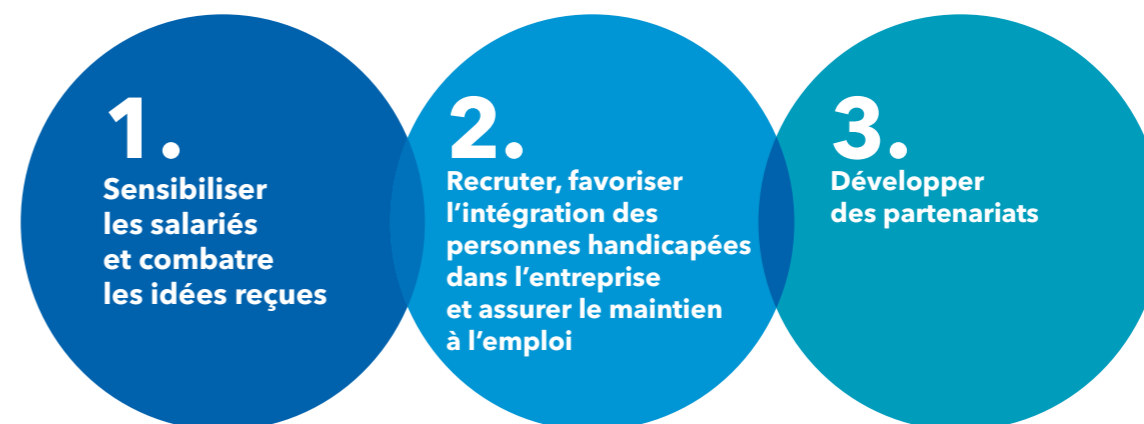 1.
Sensibiliser
les salariés
et combatre
les idées reçues
2.
Recruter, favoriser
l'intégration des
personnes handicapées
dans l'entreprise
et assurer le maintien
à l'emploi
3.
Développer
des partenariats